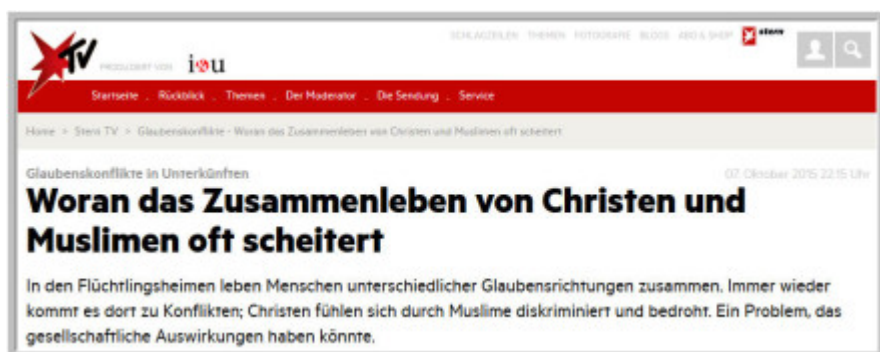 SCHLAGZEILEN THEMEN FOTOGRAFIE BLOGS ABO & SHOP stern
TV PRODUZIERT VON i&u
Startseite . Rückblick . Themen . Der Moderator . Die Sendung . Service
Home > Stern TV > Glaubenskonflikte - Woran das Zusammenleben von Christen und Muslimen oft scheitert
Glaubenskonflikte in Unterkünften 07. Oktober 2015 22:15 Uhr
Woran das Zusammenleben von Christen und
Muslimen oft scheitert
In den Flüchtlingsheimen leben Menschen unterschiedlicher Glaubensrichtungen zusammen. Immer wieder
kommt es dort zu Konflikten; Christen fühlen sich durch Muslime diskriminiert und bedroht. Ein Problem, das
gesellschaftliche Auswirkungen haben könnte.